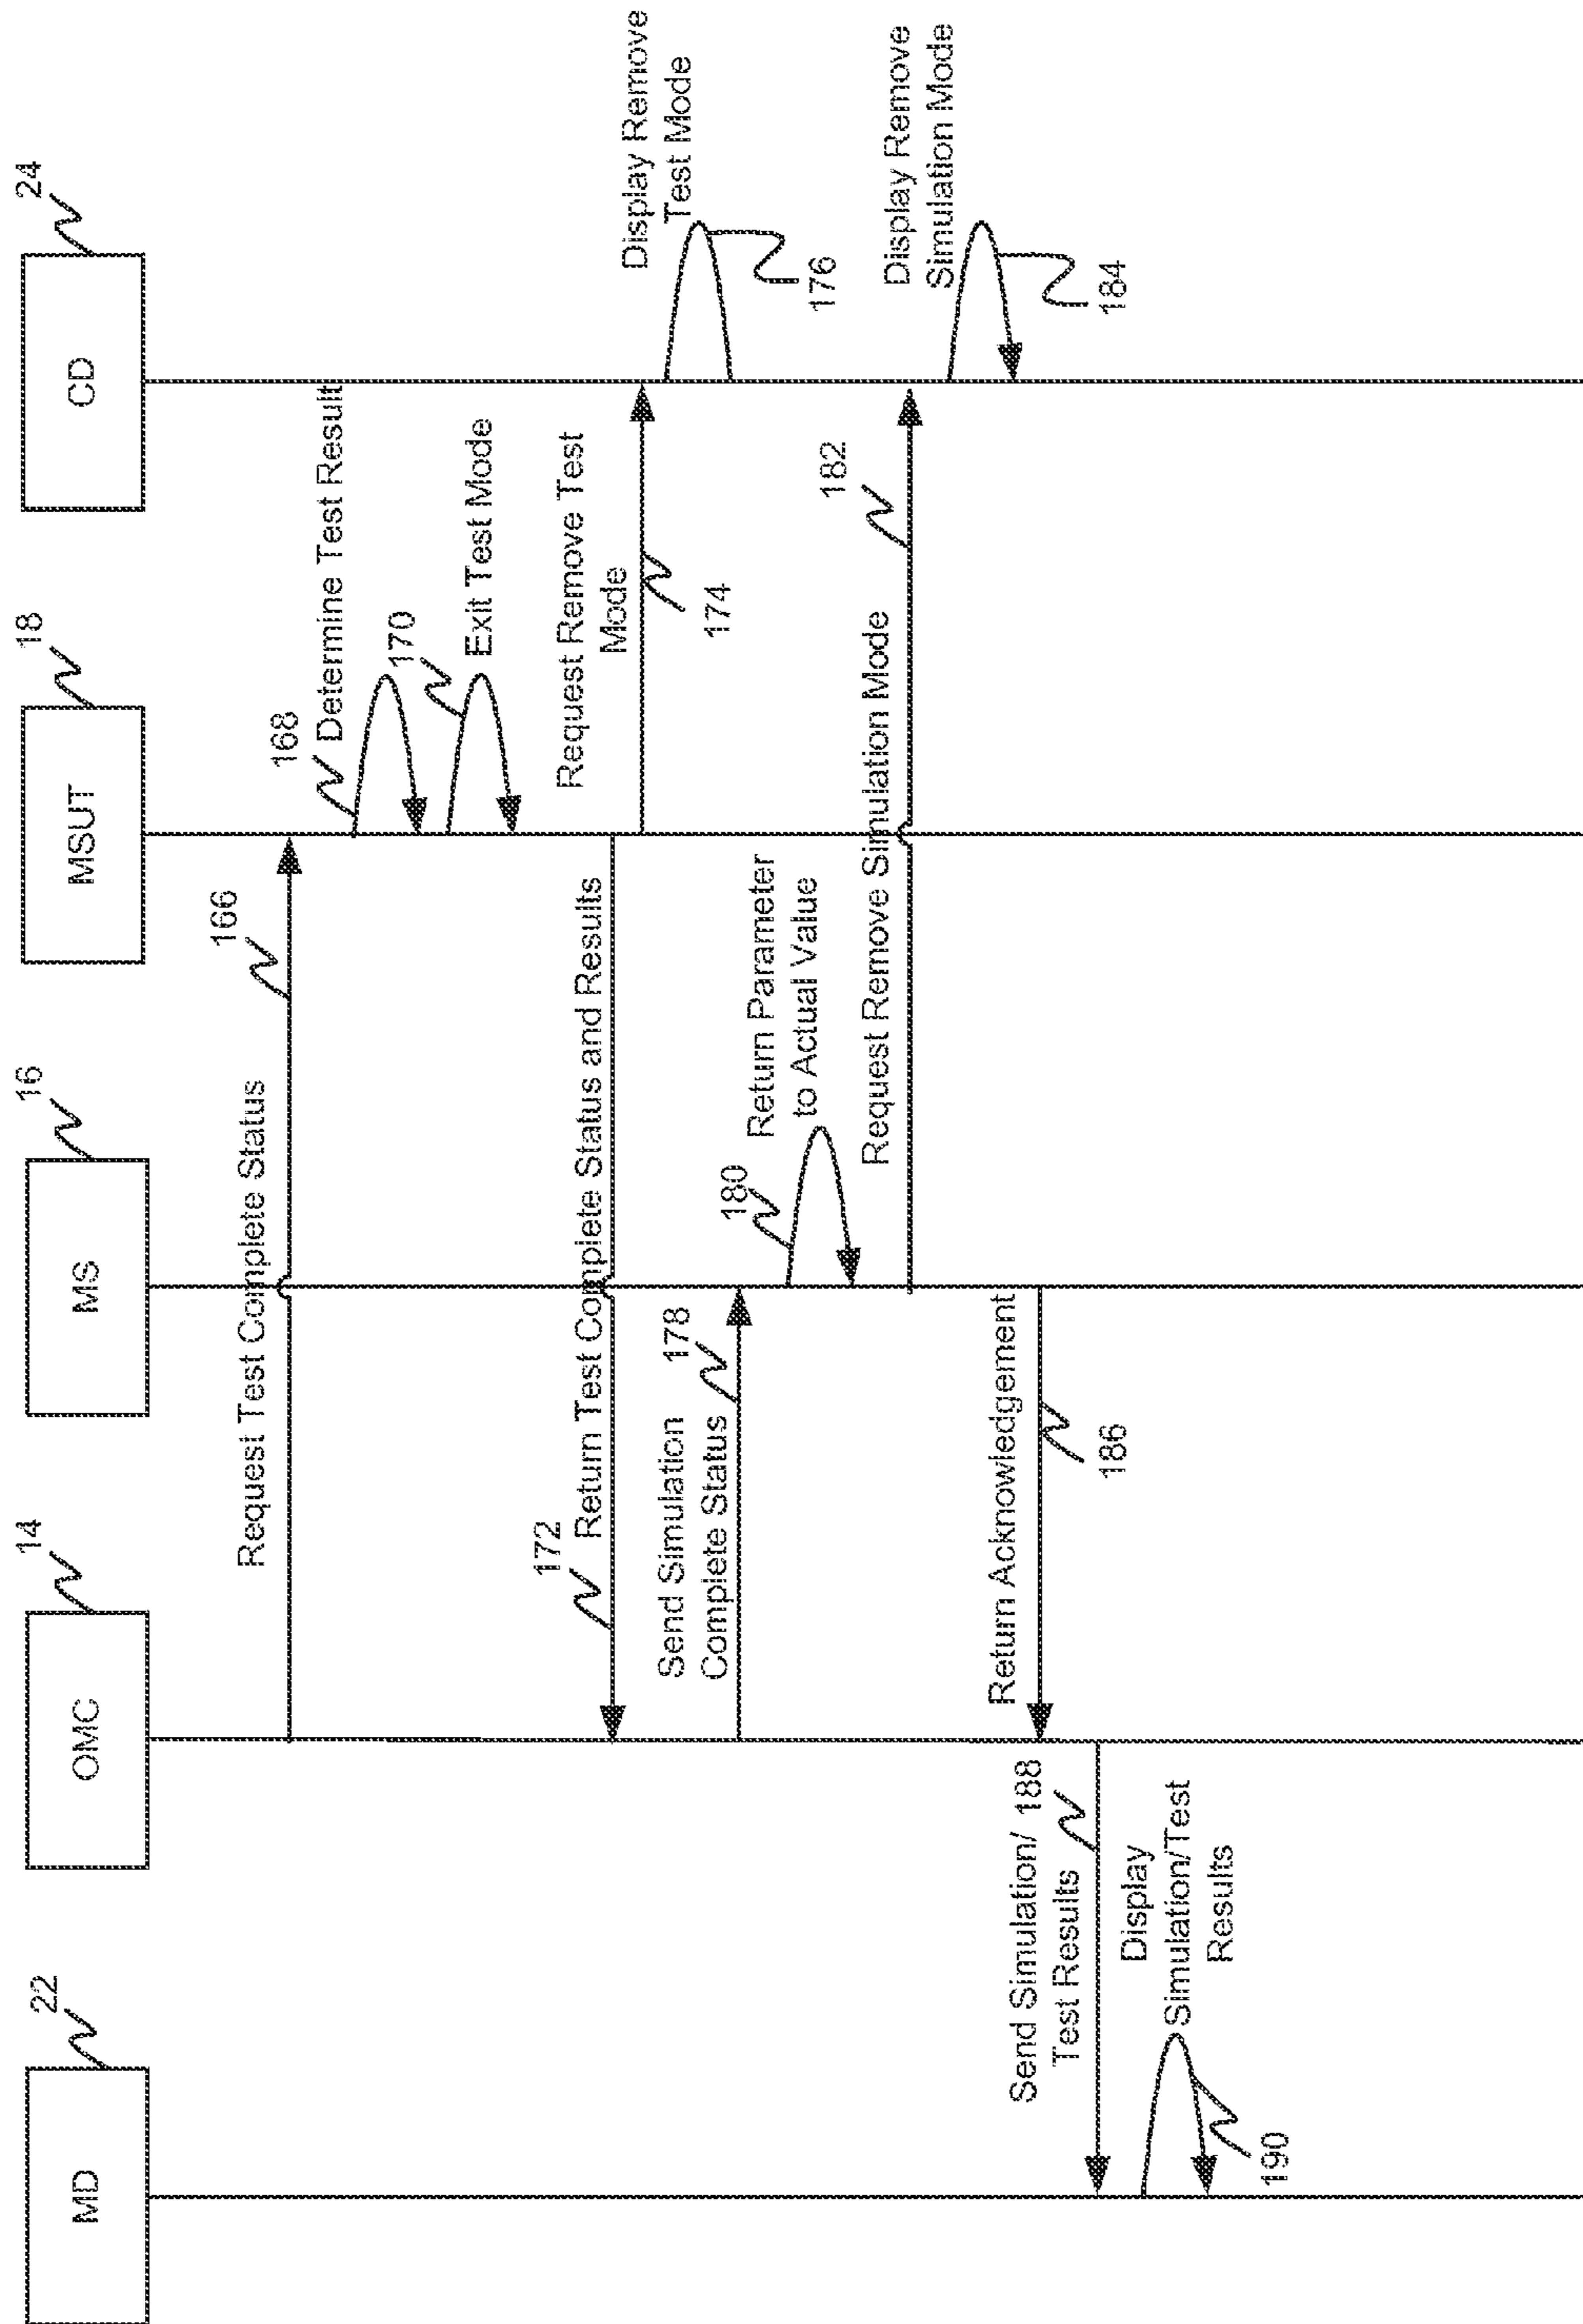 22
14
16
18
24
MD
OMC
MS
MSUT
CD
166
Request Test Complete Status
168
Determine Test Result
170
Exit Test Mode
172
Return Test Complete Status and Results
Request Remove Test
Mode
174
Display Remove
Test Mode
176
Send Simulation
Complete Status
178
180
Return Parameter
to Actual Value
182
Request Remove Simulation Mode
Display Remove
Simulation Mode
184
Return Acknowledgement
186
Send Simulation/
Test Results
188
Display
Simulation/Test
Results
190